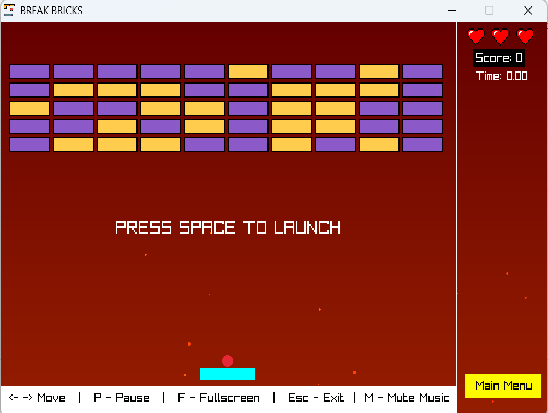 BREAK BRICKS
Score: 0
Time: 0.00
PRESS SPACE TO LAUNCH
Main Menu
<- -> Move | P - Pause | F - Fullscreen | Esc - Exit | M - Mute Music